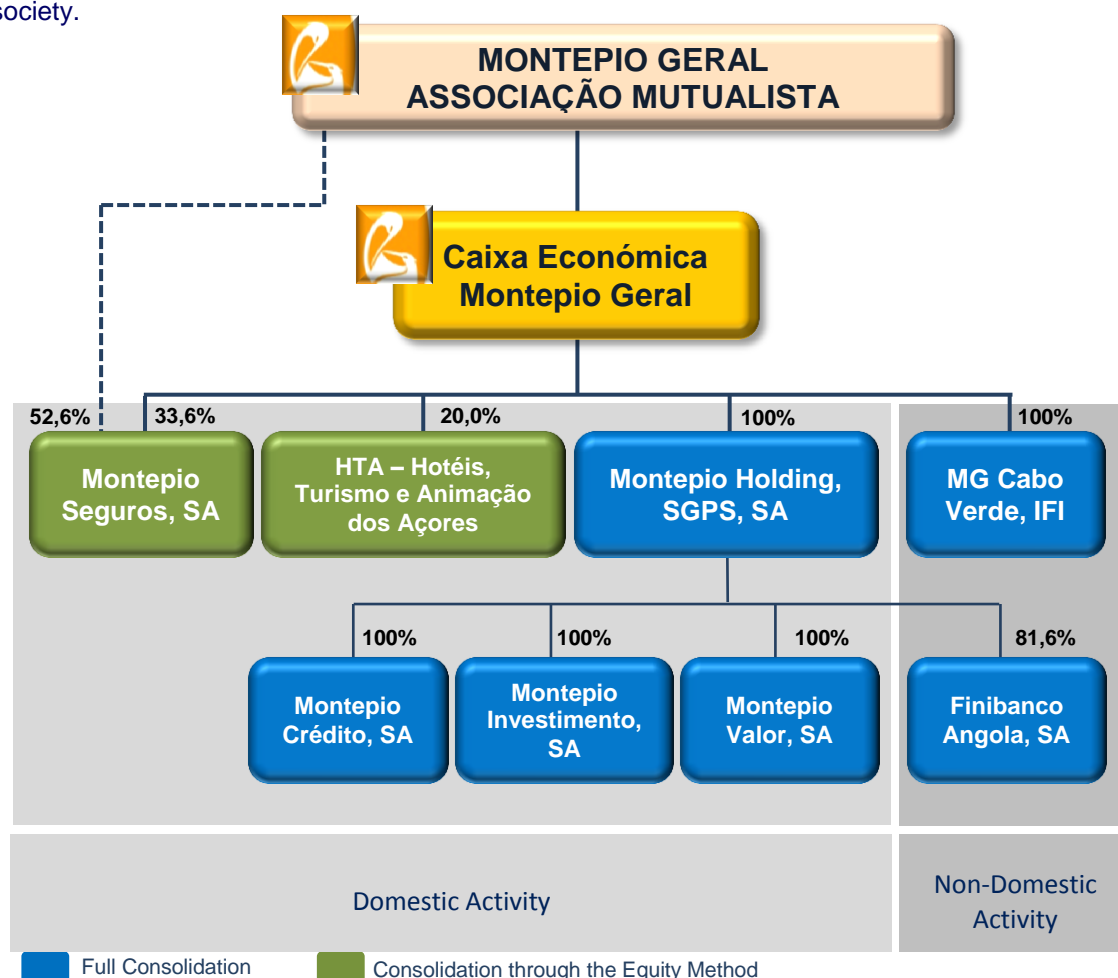 society.
MONTEPIO GERAL
ASSOCIAÇÃO MUTUALISTA
Caixa Económica
Montepio Geral
52,6%
33,6%
20,0%
100%
100%
Montepio
Seguros, SA
HTA – Hotéis,
Turismo e Animação
dos Açores
Montepio Holding,
SGPS, SA
MG Cabo
Verde, IFI
100%
100%
100%
81,6%
Montepio
Crédito, SA
Montepio
Investimento,
SA
Montepio
Valor, SA
Finibanco
Angola, SA
Domestic Activity
Non-Domestic
Activity
Full Consolidation
Consolidation through the Equity Method